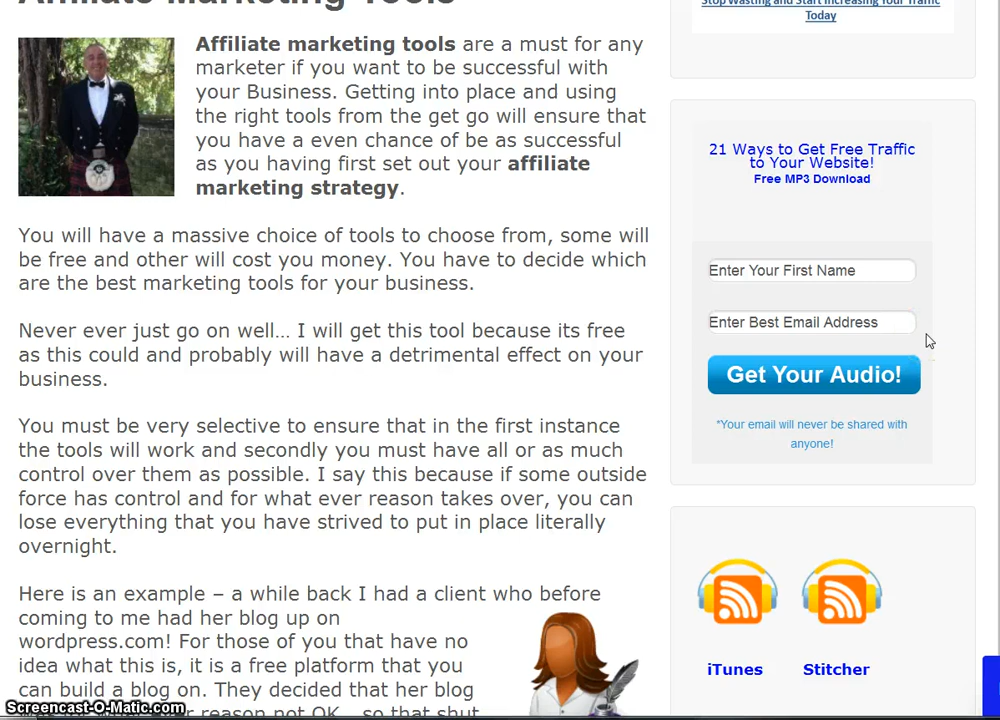 Affiliate Marketing Tools
Affiliate marketing tools are a must for any
marketer if you want to be successful with
your Business. Getting into place and using
the right tools from the get go will ensure that
you have a even chance of be as successful
as you having first set out your affiliate
marketing strategy.
You will have a massive choice of tools to choose from, some will
be free and other will cost you money. You have to decide which
are the best marketing tools for your business.
Never ever just go on well... I will get this tool because its free
as this could and probably will have a detrimental effect on your
business.
You must be very selective to ensure that in the first instance
the tools will work and secondly you must have all or as much
control over them as possible. I say this because if some outside
force has control and for what ever reason takes over, you can
lose everything that you have strived to put in place literally
overnight.
Here is an example – a while back I had a client who before
coming to me had her blog up on
wordpress.com! For those of you that have no
idea what this is, it is a free platform that you
can build a blog on. They decided that her blog
was for what ever reason not OK... so that shut
Stop Wasting and Start Increasing Your Traffic
Today
21 Ways to Get Free Traffic
to Your Website!
Free MP3 Download
Enter Your First Name
Enter Best Email Address
Get Your Audio!
*Your email will never be shared with
anyone!
iTunes
Stitcher
Screencast-O-Matic.com